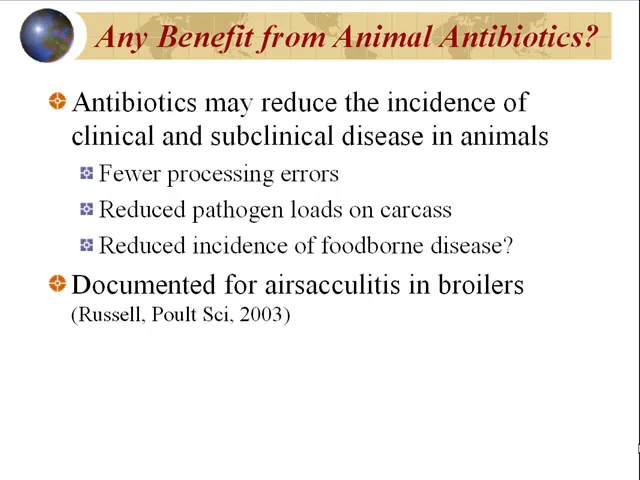 Any Benefit from Animal Antibiotics?
Antibiotics may reduce the incidence of
clinical and subclinical disease in animals
Fewer processing errors
Reduced pathogen loads on carcass
Reduced incidence of foodborne disease?
Documented for airsacculitis in broilers
(Russell, Poult Sci, 2003)